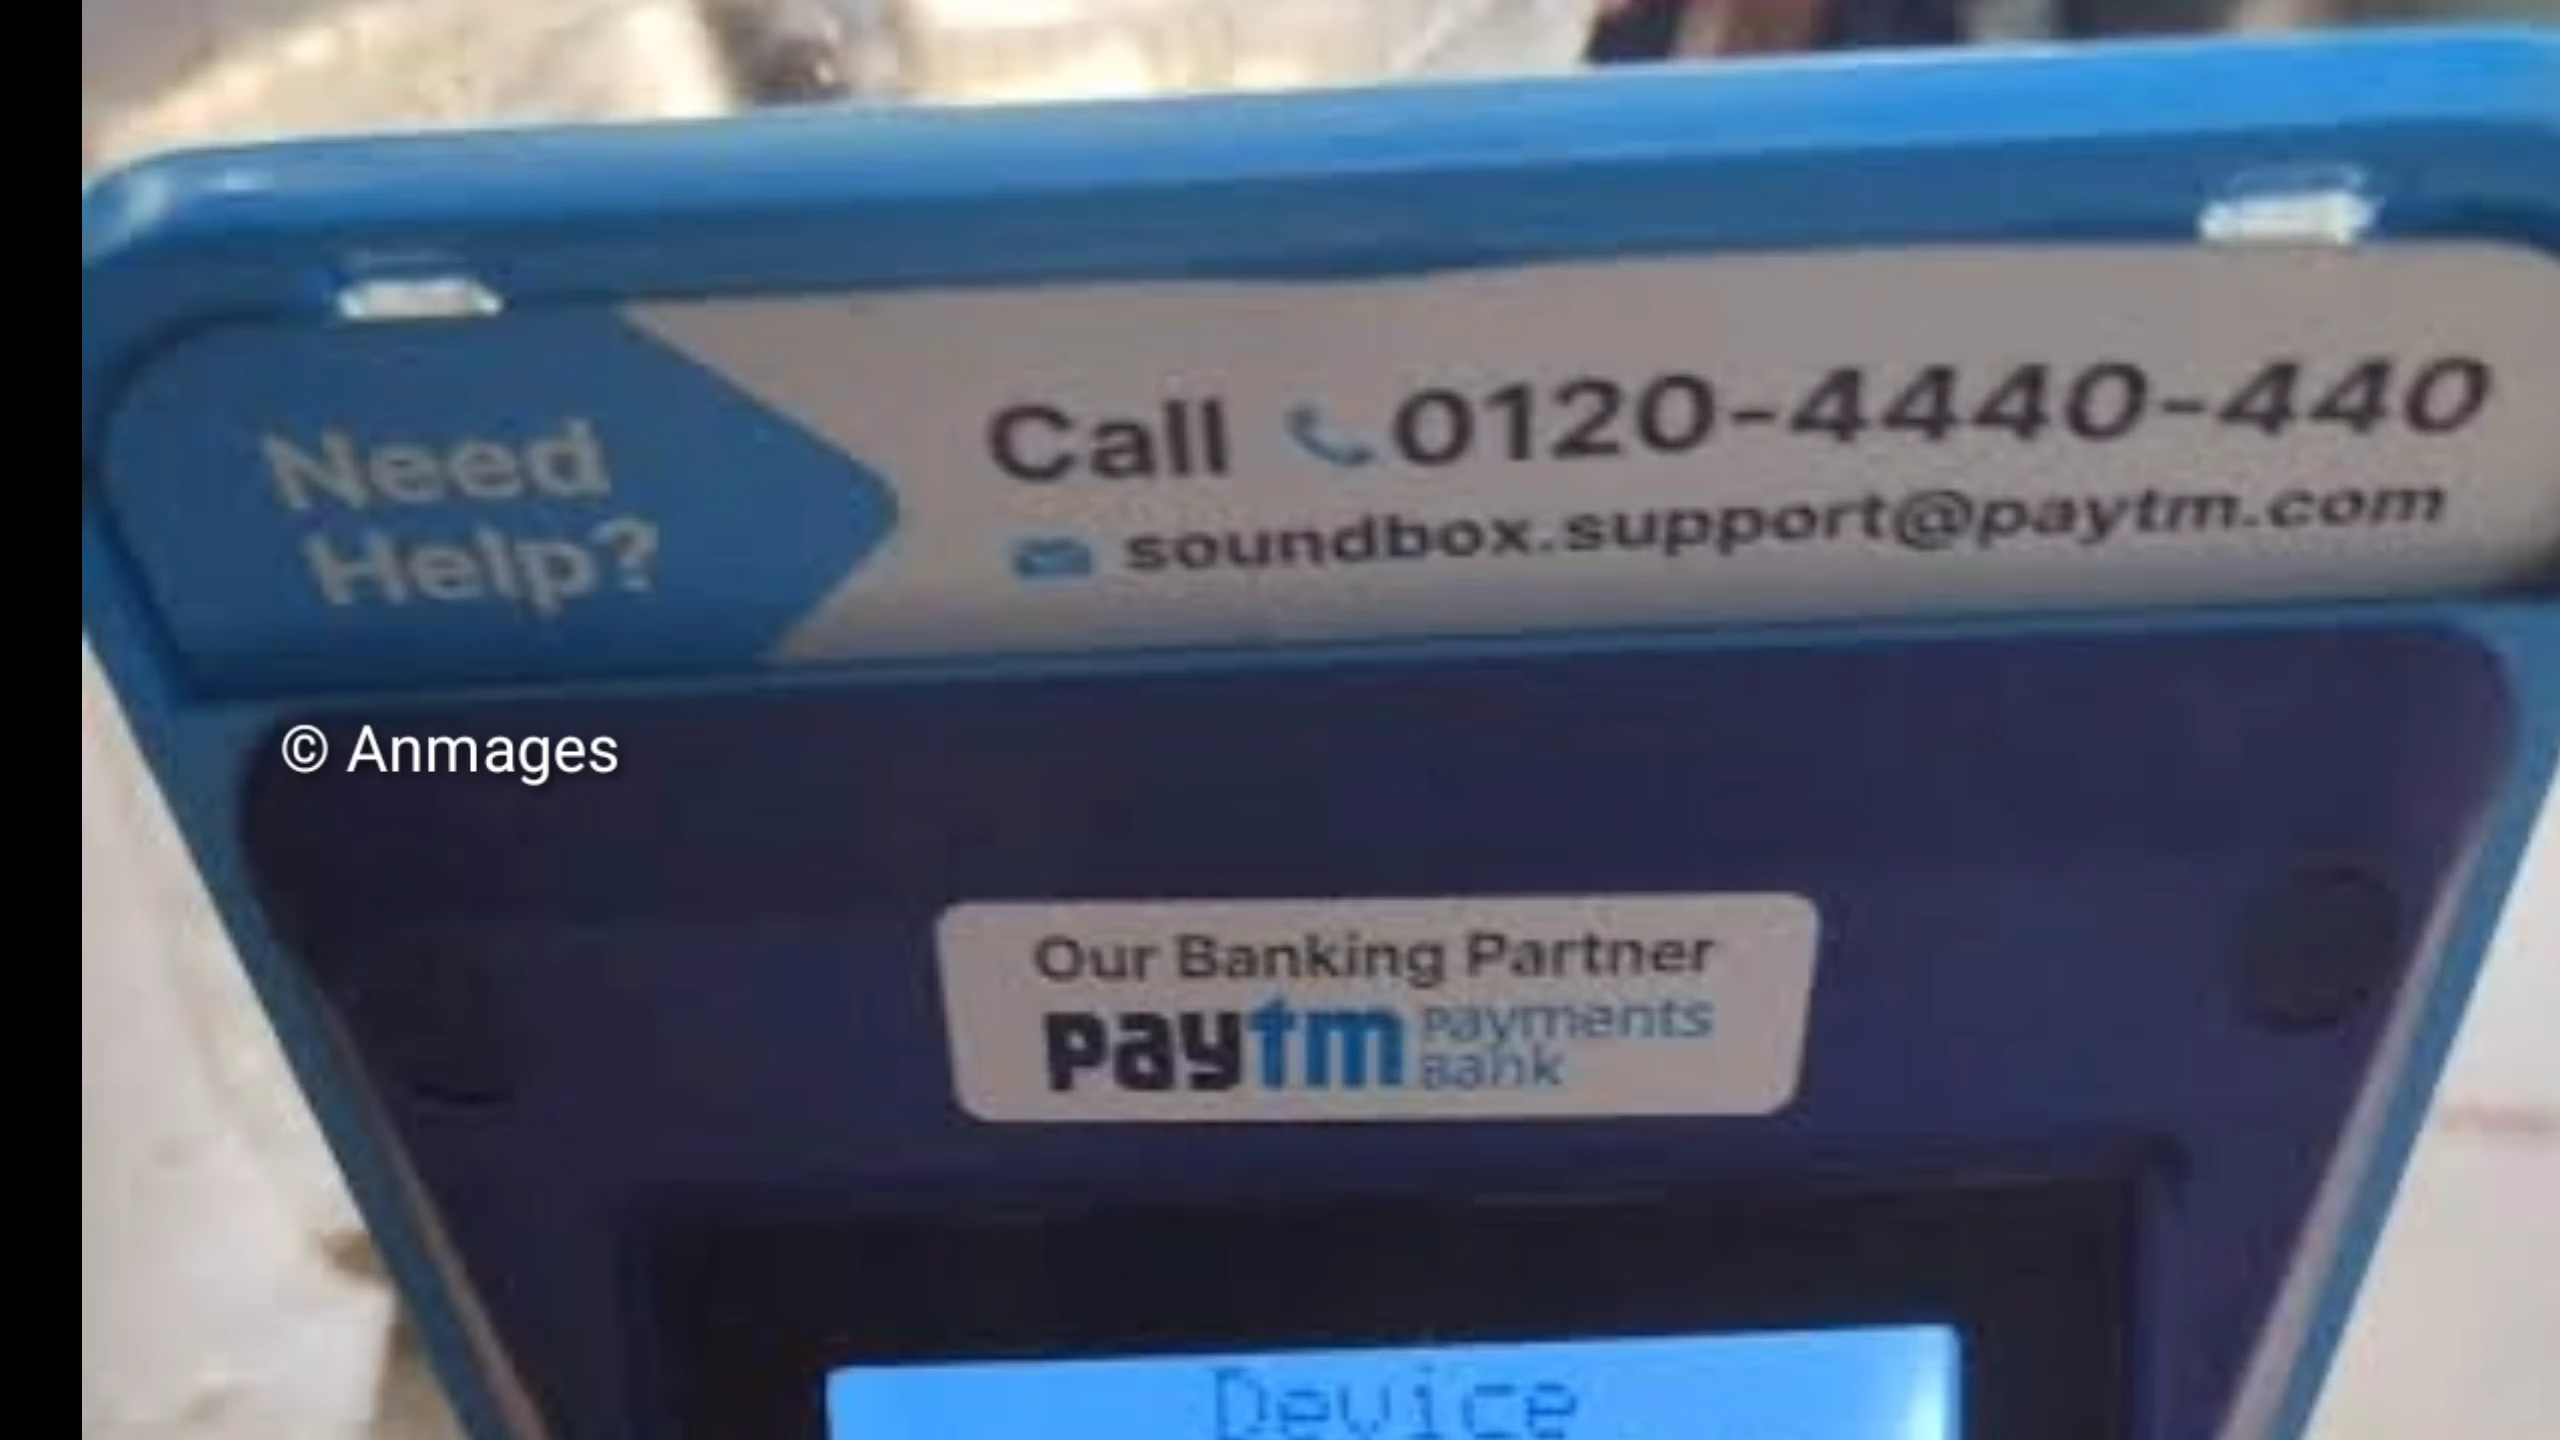 Need
Help?
Call 0120-4440-440
soundbox.support@paytm.com
© Anmages
Our Banking Partner
paytm payments
Bank
Device